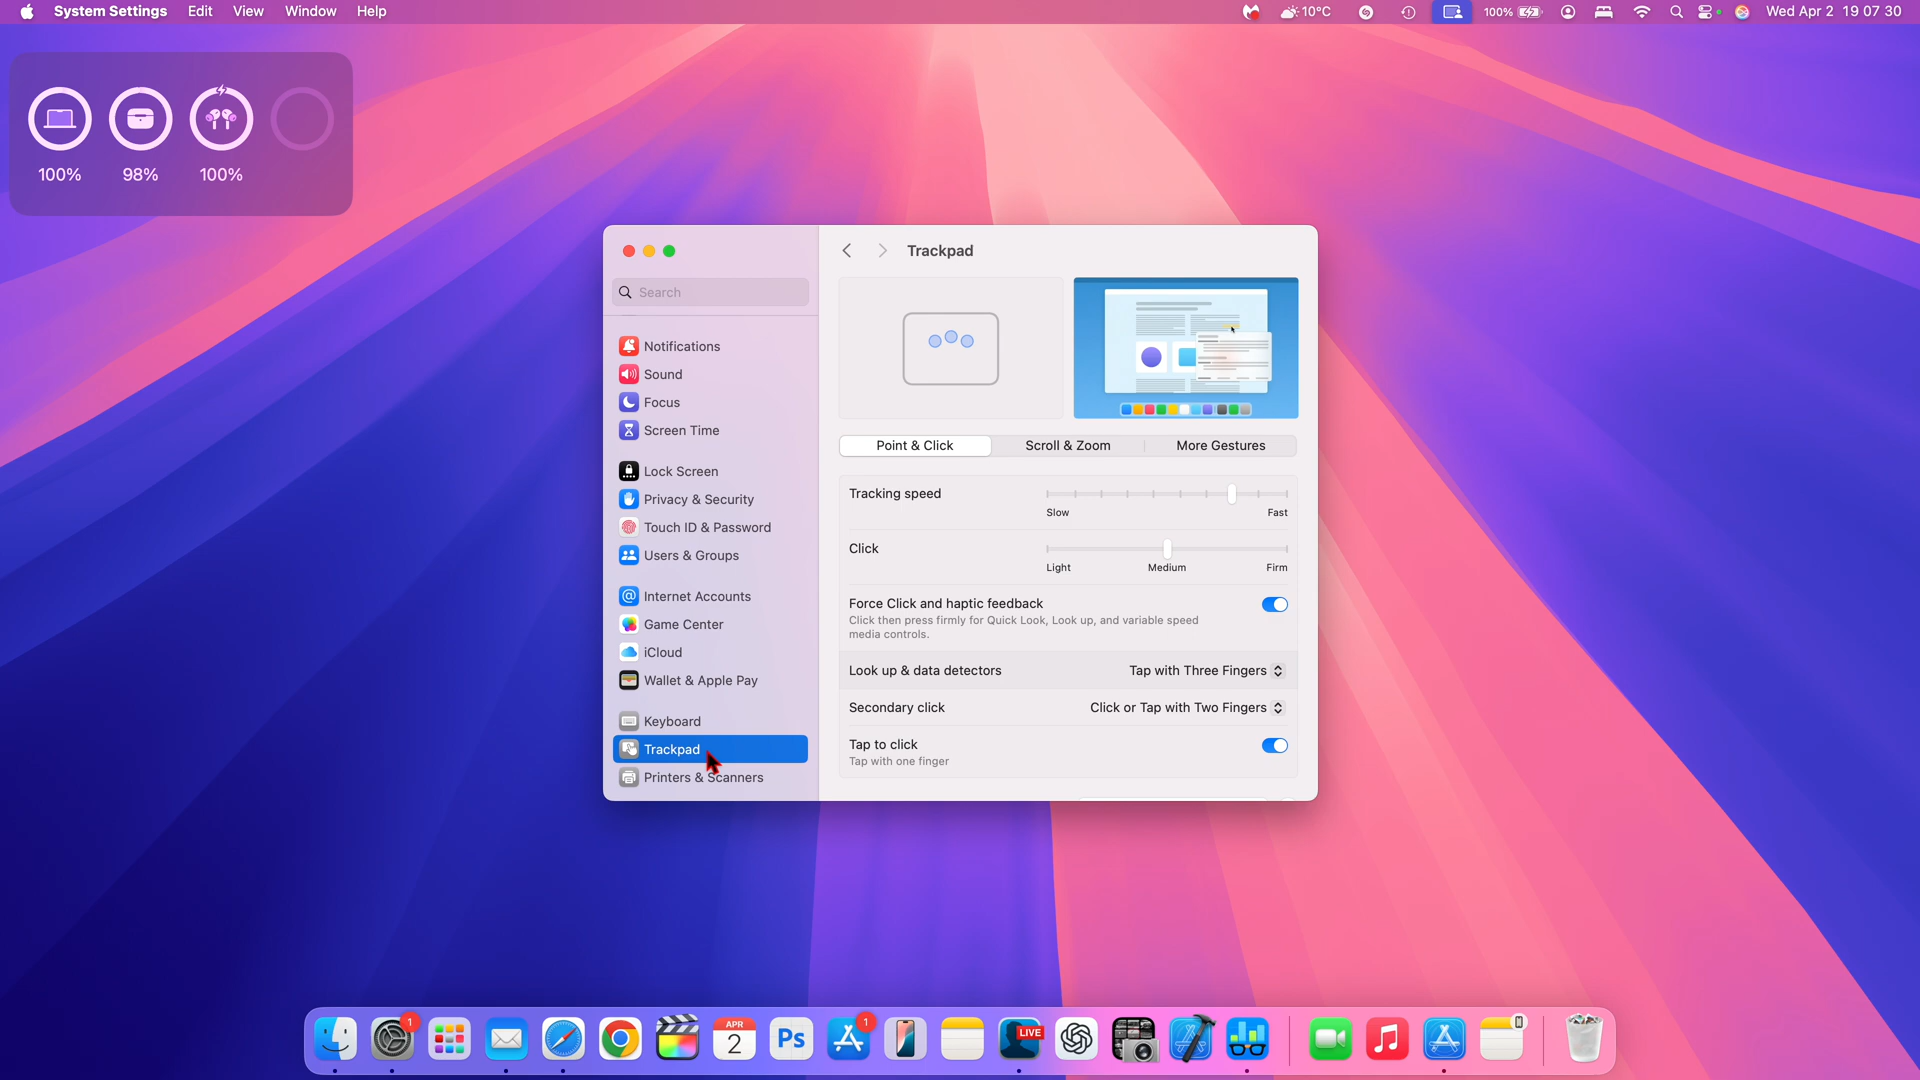 System Settings Edit View Window Help
10°C 100% Wed Apr 2 19 07 30
100% 98% 100%
Search
Notifications
Sound
Focus
Screen Time
Lock Screen
Privacy & Security
Touch ID & Password
Users & Groups
Internet Accounts
Game Center
iCloud
Wallet & Apple Pay
Keyboard
Trackpad
Printers & Scanners
Trackpad
Point & Click Scroll & Zoom More Gestures
Tracking speed
Slow Fast
Click
Light Medium Firm
Force Click and haptic feedback
Click then press firmly for Quick Look, Look up, and variable speed
media controls.
Look up & data detectors Tap with Three Fingers
Secondary click Click or Tap with Two Fingers
Tap to click
Tap with one finger
1 APR 2 Ps 1 LIVE